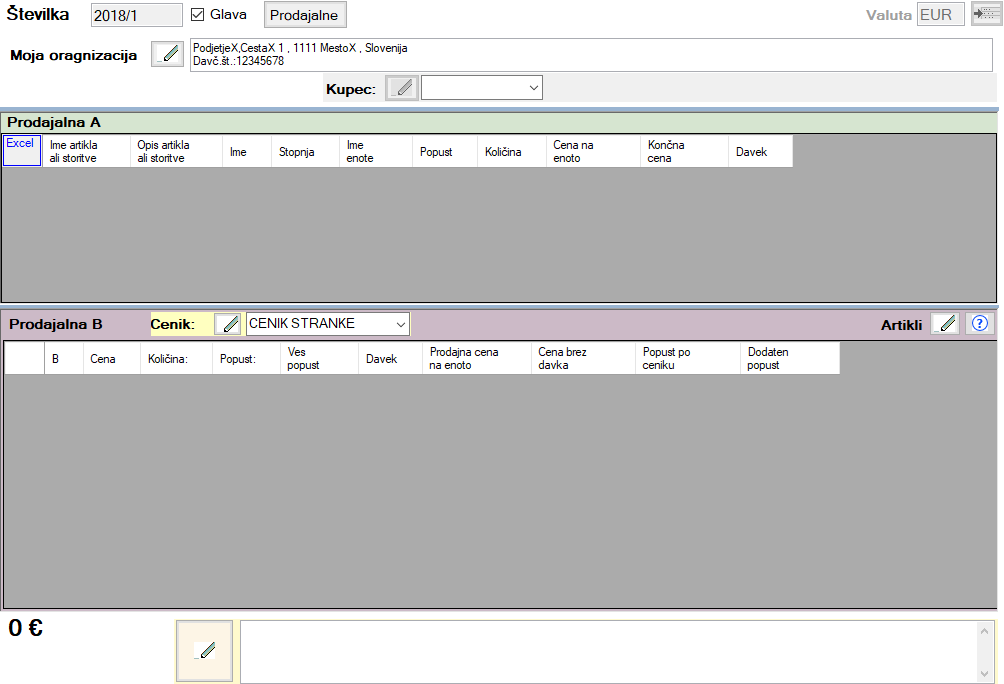 Številka 2018/1 Glava Prodajalne Valuta EUR
Moja oragnizacija PodjetjeX,CestaX 1 , 1111 MestoX , Slovenija
Davč.št.:12345678
Kupec:
Prodajalna A
Excel Ime artikla Opis artikla Ime Stopnja Ime Popust Količina Cena na Končna Davek
ali storitve ali storitve enote enoto cena
Prodajalna B Cenik: CENIK STRANKE Artikli ?
B Cena Količina: Popust: Ves Davek Prodajna cena Cena brez Popust po Dodaten
popust na enoto davka ceniku popust
0 €